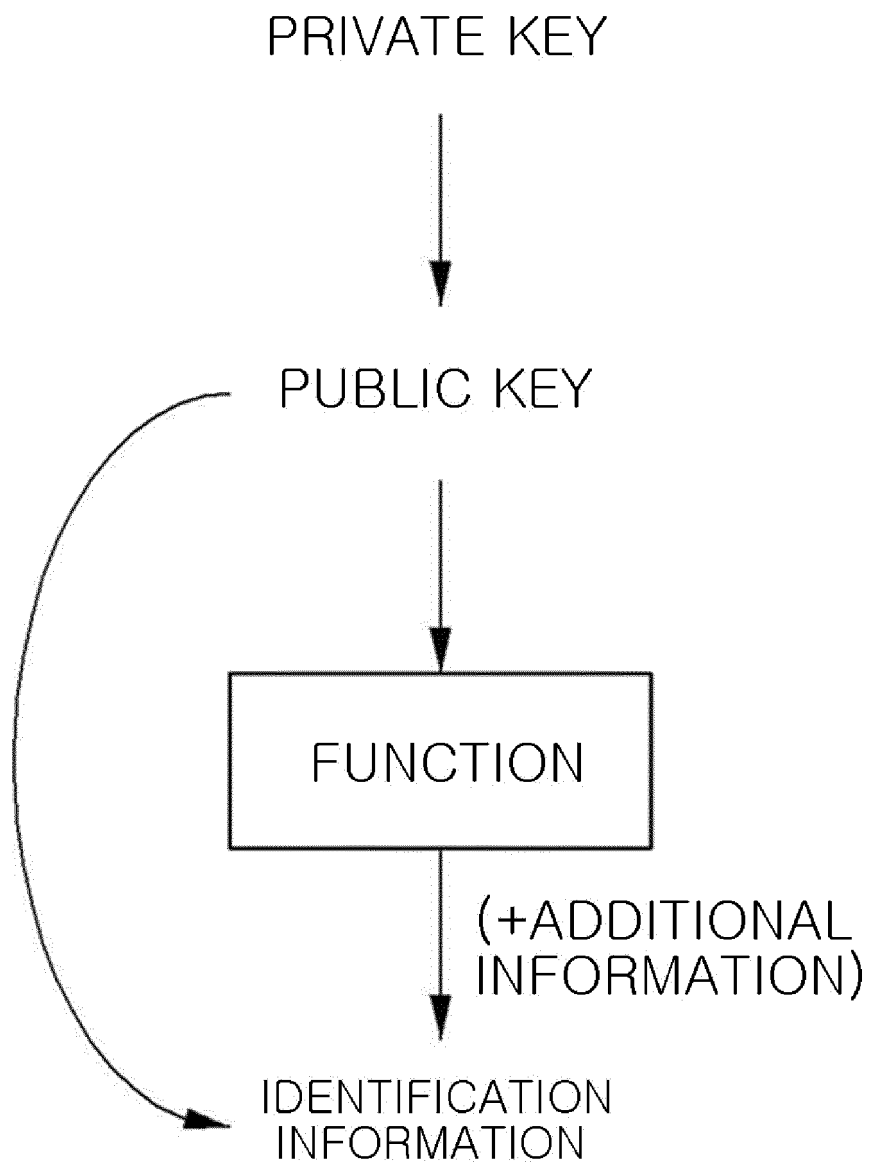 PRIVATE KEY
PUBLIC KEY
FUNCTION
(+ADDITIONAL
INFORMATION)
IDENTIFICATION
INFORMATION